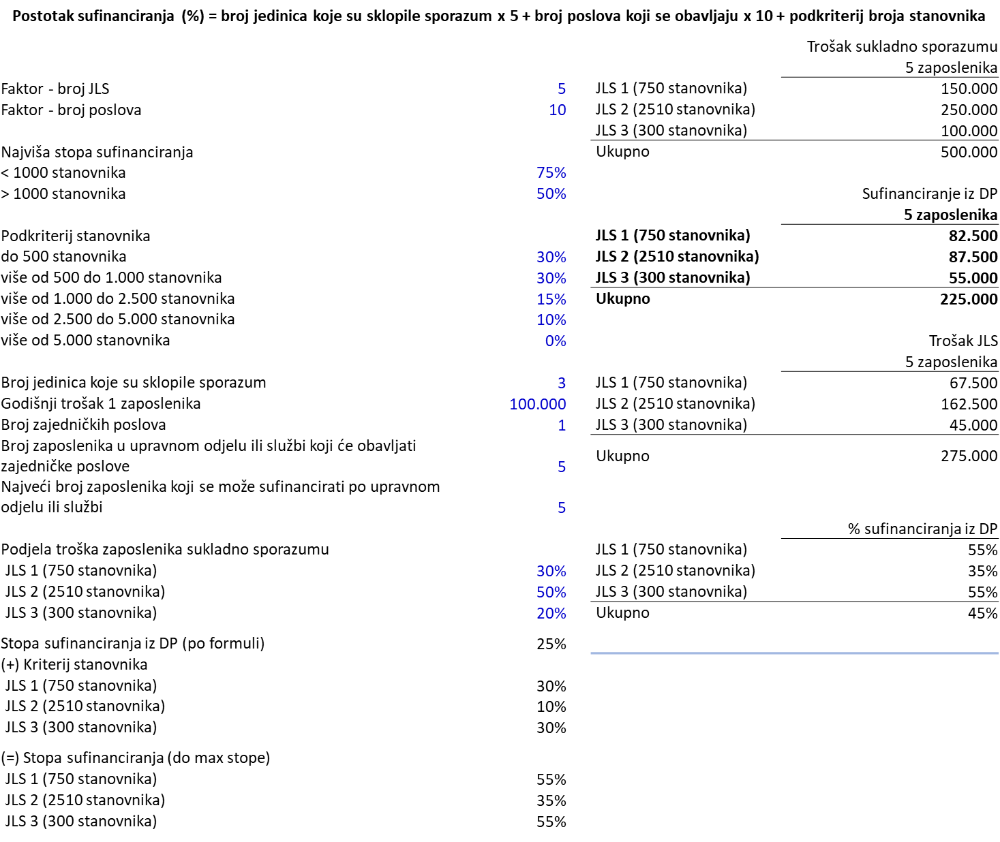 Postotak sufinanciranja (%) = broj jedinica koje su sklopile sporazum x 5 + broj poslova koji se obavljaju x 10 + podkriterij broja stanovnika
Faktor - broj JLS 5
Faktor - broj poslova 10
Najviša stopa sufinanciranja
< 1000 stanovnika 75%
> 1000 stanovnika 50%
Podkriterij stanovnika
do 500 stanovnika 30%
više od 500 do 1.000 stanovnika 30%
više od 1.000 do 2.500 stanovnika 15%
više od 2.500 do 5.000 stanovnika 10%
više od 5.000 stanovnika 0%
Broj jedinica koje su sklopile sporazum 3
Godišnji trošak 1 zaposlenika 100.000
Broj zajedničkih poslova 1
Broj zaposlenika u upravnom odjelu ili službi koji će obavljati
zajedničke poslove 5
Najveći broj zaposlenika koji se može sufinancirati po upravnom
odjelu ili službi 5
Podjela troška zaposlenika sukladno sporazumu
JLS 1 (750 stanovnika) 30%
JLS 2 (2510 stanovnika) 50%
JLS 3 (300 stanovnika) 20%
Stopa sufinanciranja iz DP (po formuli) 25%
(+) Kriterij stanovnika
JLS 1 (750 stanovnika) 30%
JLS 2 (2510 stanovnika) 10%
JLS 3 (300 stanovnika) 30%
(=) Stopa sufinanciranja (do max stope)
JLS 1 (750 stanovnika) 55%
JLS 2 (2510 stanovnika) 35%
JLS 3 (300 stanovnika) 55%
Trošak sukladno sporazumu
5 zaposlenika
JLS 1 (750 stanovnika) 150.000
JLS 2 (2510 stanovnika) 250.000
JLS 3 (300 stanovnika) 100.000
Ukupno 500.000
Sufinanciranje iz DP
5 zaposlenika
JLS 1 (750 stanovnika) 82.500
JLS 2 (2510 stanovnika) 87.500
JLS 3 (300 stanovnika) 55.000
Ukupno 225.000
Trošak JLS
5 zaposlenika
JLS 1 (750 stanovnika) 67.500
JLS 2 (2510 stanovnika) 162.500
JLS 3 (300 stanovnika) 45.000
Ukupno 275.000
% sufinanciranja iz DP
JLS 1 (750 stanovnika) 55%
JLS 2 (2510 stanovnika) 35%
JLS 3 (300 stanovnika) 55%
Ukupno 45%